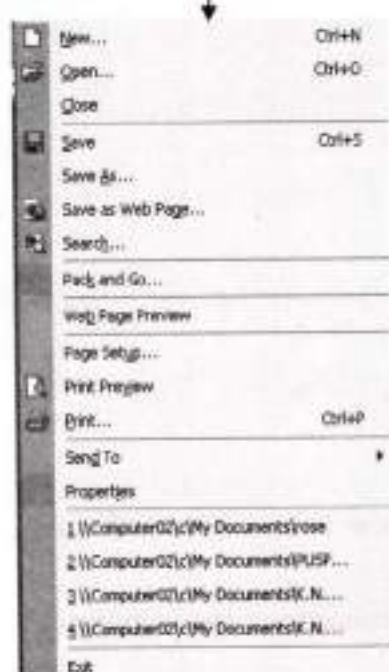 New... Ctrl+N
Open... Ctrl+O
Close
Save Ctrl+S
Save As...
Save as Web Page...
Search...
Pack and Go...
Web Page Preview
Page Setup...
Print Preview
Print... Ctrl+P
Send To
Properties
1 \\Computer02\c\My Documents\rose
2 \\Computer02\c\My Documents\PUSP...
3 \\Computer02\c\My Documents\K.N....
4 \\Computer02\c\My Documents\K.N....
Exit